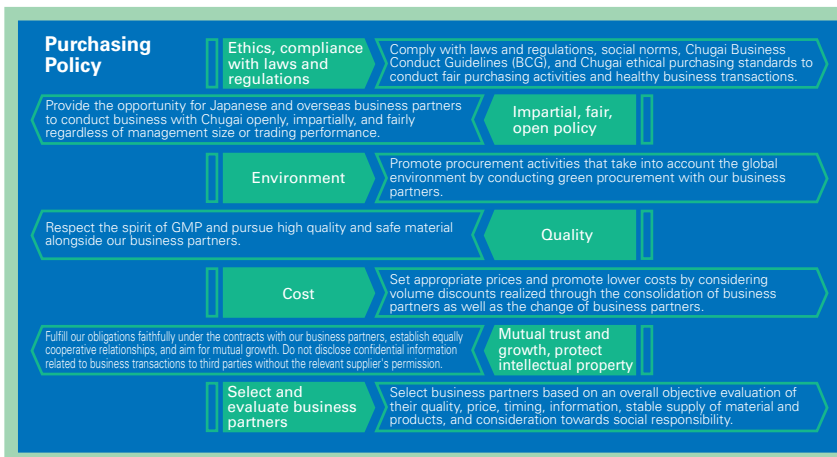 Purchasing
Policy
Ethics, compliance
with laws and
regulations
Comply with laws and regulations, social norms, Chugai Business
Conduct Guidelines (BCG), and Chugai ethical purchasing standards to
conduct fair purchasing activities and healthy business transactions.
Provide the opportunity for Japanese and overseas business partners
to conduct business with Chugai openly, impartially, and fairly
regardless of management size or trading performance.
Impartial, fair,
open policy
Environment
Promote procurement activities that take into account the global
environment by conducting green procurement with our business
partners.
Respect the spirit of GMP and pursue high quality and safe material
alongside our business partners.
Quality
Cost
Set appropriate prices and promote lower costs by considering
volume discounts realized through the consolidation of business
partners as well as the change of business partners.
Fulfill our obligations faithfully under the contracts with our business partners, establish equally
cooperative relationships, and aim for mutual growth. Do not disclose confidential information
related to business transactions to third parties without the relevant supplier's permission.
Mutual trust and
growth, protect
intellectual property
Select and
evaluate business
partners
Select business partners based on an overall objective evaluation of
their quality, price, timing, information, stable supply of material and
products, and consideration towards social responsibility.